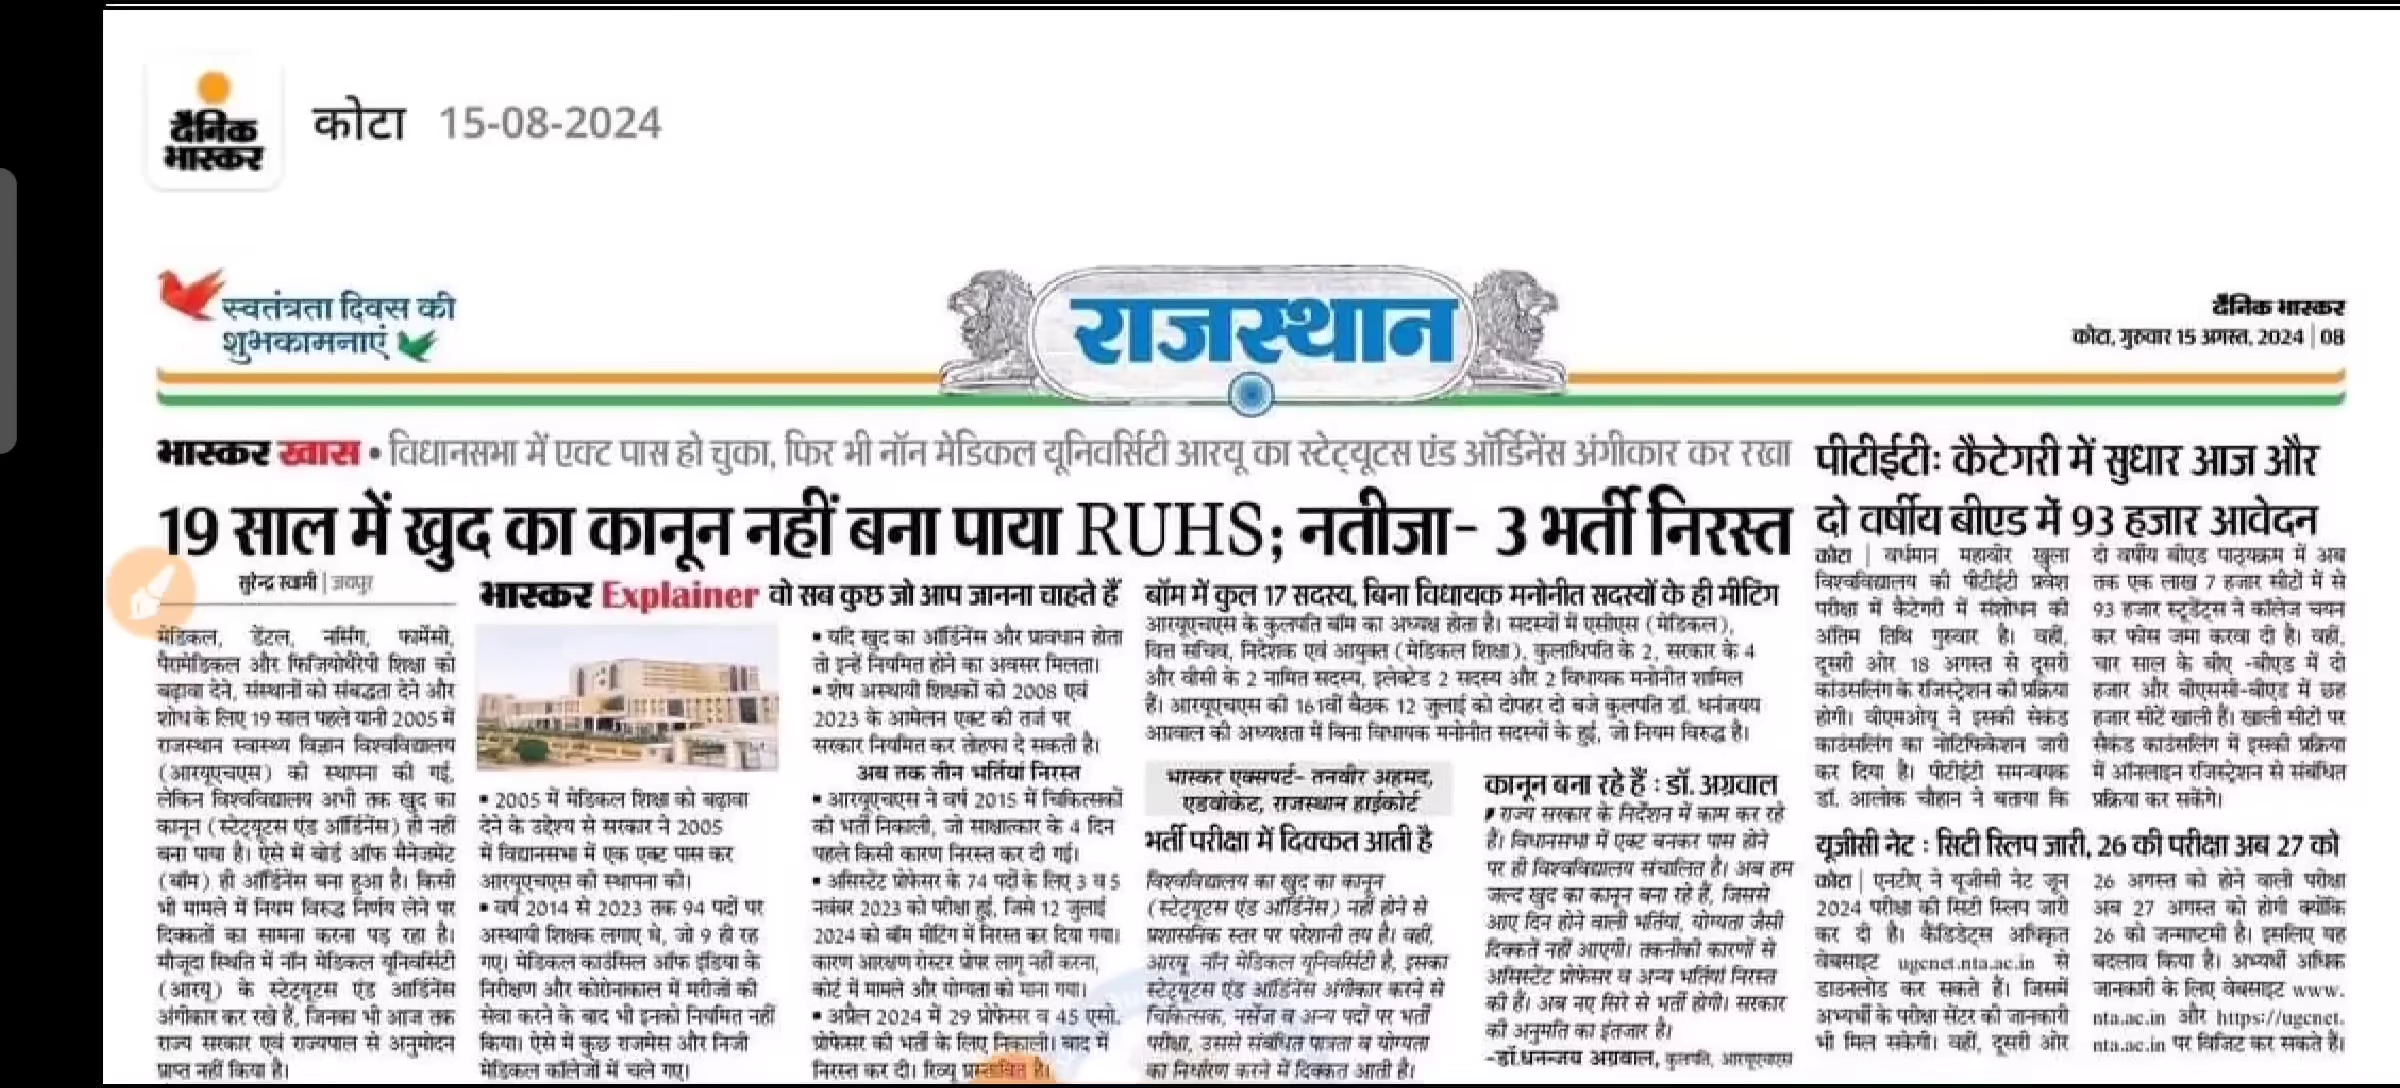 दैनिक
भास्कर
कोटा 15-08-2024
स्वतंत्रता दिवस की
शुभकामनाएं
राजस्थान
दैनिक भास्कर
कोटा, गुरुवार 15 अगस्त, 2024 | 08
भास्कर खास • विधानसभा में एक्ट पास हो चुका, फिर भी नॉन मेडिकल यूनिवर्सिटी आरयू का स्टेट्यूटस एंड ऑर्डिनेंस अंगीकार कर रखा
19 साल में खुद का कानून नहीं बना पाया RUHS; नतीजा- 3 भर्ती निरस्त
सुरेन्द्र स्वामी | जयपुर
मेडिकल, डेंटल, नर्सिंग, फार्मेसी,
पैरामेडिकल और फिजियोथैरेपी शिक्षा को
बढ़ावा देने, संस्थानों को संबद्धता देने और
शोध के लिए 19 साल पहले यानी 2005 में
राजस्थान स्वास्थ्य विज्ञान विश्वविद्यालय
(आरयूएचएस) की स्थापना की गई,
लेकिन विश्वविद्यालय अभी तक खुद का
कानून (स्टेट्यूटस एंड ऑर्डिनेंस) ही नहीं
बना पाया है। ऐसे में बोर्ड ऑफ मैनेजमेंट
(बॉम) ही ऑर्डिनेंस बना हुआ है। किसी
भी मामले में नियम विरुद्ध निर्णय लेने पर
दिक्कतों का सामना करना पड़ रहा है।
मौजूदा स्थिति में नॉन मेडिकल यूनिवर्सिटी
(आरयू) के स्टेट्यूटस एंड आर्डिनेंस
अंगीकार कर रखे हैं, जिनका भी आज तक
राज्य सरकार एवं राज्यपाल से अनुमोदन
प्राप्त नहीं किया है।
भास्कर Explainer वो सब कुछ जो आप जानना चाहते हैं
▪ 2005 में मेडिकल शिक्षा को बढ़ावा
देने के उद्देश्य से सरकार ने 2005
में विद्यानसभा में एक एक्ट पास कर
आरयूएचएस की स्थापना की।
▪ वर्ष 2014 से 2023 तक 94 पदों पर
अस्थायी शिक्षक लगाए थे, जो 9 ही रह
गए। मेडिकल काउंसिल ऑफ इंडिया के
निरीक्षण और कोरोनाकाल में मरीजों की
सेवा करने के बाद भी इनको नियमित नहीं
किया। ऐसे में कुछ राजमेस और निजी
मेडिकल कॉलेजों में चले गए।
▪ यदि खुद का ऑर्डिनेंस और प्रावधान होता
तो इन्हें नियमित होने का अवसर मिलता।
▪ शेष अस्थायी शिक्षकों को 2008 एवं
2023 के आमेलन एक्ट की तर्ज पर
सरकार नियमित कर तोहफा दे सकती है।
अब तक तीन भर्तियां निरस्त
▪ आरयूएचएस ने वर्ष 2015 में चिकित्सकों
की भर्ती निकाली, जो साक्षात्कार के 4 दिन
पहले किसी कारण निरस्त कर दी गई।
▪ असिस्टेंट प्रोफेसर के 74 पदों के लिए 3 व 5
नवंबर 2023 को परीक्षा हुई, जिसे 12 जुलाई
2024 को बॉम मीटिंग में निरस्त कर दिया गया।
कारण आरक्षण रोस्टर प्रोपर लागू नहीं करना,
कोर्ट में मामले और योग्यता को माना गया।
▪ अप्रैल 2024 में 29 प्रोफेसर व 45 एसो.
प्रोफेसर की भर्ती के लिए निकाली। बाद में
निरस्त कर दी। रिव्यू प्रस्तावित है।
बॉम में कुल 17 सदस्य, बिना विधायक मनोनीत सदस्यों के ही मीटिंग
आरयूएचएस के कुलपति बॉम का अध्यक्ष होता है। सदस्यों में एसीएस (मेडिकल),
वित्त सचिव, निदेशक एवं आयुक्त (मेडिकल शिक्षा), कुलाधिपति के 2, सरकार के 4
और वीसी के 2 नामित सदस्य, इलेक्टेड 2 सदस्य और 2 विधायक मनोनीत शामिल
हैं। आरयूएचएस की 161वीं बैठक 12 जुलाई को दोपहर दो बजे कुलपति डॉ. धनंजयय
अग्रवाल की अध्यक्षता में बिना विधायक मनोनीत सदस्यों के हुई, जो नियम विरुद्ध है।
भास्कर एक्सपर्ट- तनवीर अहमद,
एडवोकेट, राजस्थान हाईकोर्ट
भर्ती परीक्षा में दिक्कत आती है
विश्वविद्यालय का खुद का कानून
(स्टेट्यूटस एंड ऑर्डिनेंस) नहीं होने से
प्रशासनिक स्तर पर परेशानी तय है। वहीं,
आरयू नॉन मेडिकल यूनिवर्सिटी है, इसका
स्टेट्यूटस एंड ऑर्डिनेंस अंगीकार करने से
चिकित्सक, नर्सेज व अन्य पदों पर भर्ती
परीक्षा, उससे संबंधित पात्रता व योग्यता
का निर्धारण करने में दिक्कत आती है।
कानून बना रहे हैं : डॉ. अग्रवाल
▪ राज्य सरकार के निर्देशन में काम कर रहे
हैं। विधानसभा में एक्ट बनकर पास होने
पर ही विश्वविद्यालय संचालित है। अब हम
जल्द खुद का कानून बना रहे हैं, जिससे
आए दिन होने वाली भर्तियां, योग्यता जैसी
दिक्कतें नहीं आएगी। तकनीकी कारणों से
असिस्टेंट प्रोफेसर व अन्य भर्तियां निरस्त
की हैं। अब नए सिरे से भर्ती होगी। सरकार
की अनुमति का इंतजार है।
-डॉ.धनन्जय अग्रवाल, कुलपति, आरयूएचएस
पीटीईटी: कैटेगरी में सुधार आज और
दो वर्षीय बीएड में 93 हजार आवेदन
कोटा | वर्धमान महावीर खुला
विश्वविद्यालय की पीटीईटी प्रवेश
परीक्षा में कैटेगरी में संशोधन की
अंतिम तिथि गुरुवार है। वहीं,
दूसरी ओर 18 अगस्त से दूसरी
काउंसलिंग के रजिस्ट्रेशन की प्रक्रिया
होगी। वीएमओयू ने इसकी सेकंड
काउंसलिंग का नोटिफिकेशन जारी
कर दिया है। पीटीईटी समन्वयक
डॉ. आलोक चौहान ने बताया कि
दो वर्षीय बीएड पाठ्यक्रम में अब
तक एक लाख 7 हजार सीटों में से
93 हजार स्टूडेंट्स ने कॉलेज चयन
कर फीस जमा करवा दी है। वहीं,
चार साल के बीए -बीएड में दो
हजार और बीएससी-बीएड में छह
हजार सीटें खाली हैं। खाली सीटों पर
सैकंड काउंसलिंग में इसकी प्रक्रिया
में ऑनलाइन रजिस्ट्रेशन से संबंधित
प्रक्रिया कर सकेंगे।
यूजीसी नेट : सिटी स्लिप जारी, 26 की परीक्षा अब 27 को
कोटा | एनटीए ने यूजीसी नेट जून
2024 परीक्षा की सिटी स्लिप जारी
कर दी है। कैंडिडेट्स अधिकृत
वेबसाइट ugcnet.nta.ac.in से
डाउनलोड कर सकते हैं। जिसमें
अभ्यर्थी के परीक्षा सेंटर की जानकारी
भी मिल सकेगी। वहीं, दूसरी ओर
26 अगस्त को होने वाली परीक्षा
अब 27 अगस्त को होगी क्योंकि
26 को जन्माष्टमी है। इसलिए यह
बदलाव किया है। अभ्यर्थी अधिक
जानकारी के लिए वेबसाइट www.
nta.ac.in और https://ugcnet.
nta.ac.in पर विजिट कर सकते हैं।